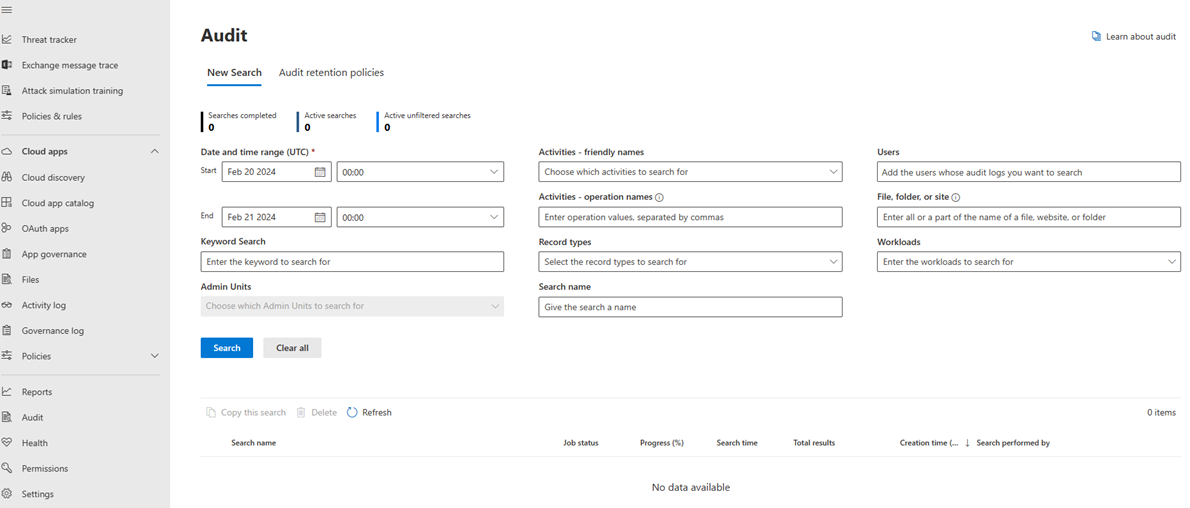 Threat tracker
Exchange message trace
Attack simulation training
Policies & rules
Cloud apps
Cloud discovery
Cloud app catalog
OAuth apps
App governance
Files
Activity log
Governance log
Policies
Reports
Audit
Health
Permissions
Settings
Audit
Learn about audit
New Search Audit retention policies
Searches completed Active searches Active unfiltered searches
0 0 0
Date and time range (UTC) * Activities - friendly names Users
Start Feb 20 2024 00:00 Choose which activities to search for Add the users whose audit logs you want to search
Activities - operation names File, folder, or site
End Feb 21 2024 00:00 Enter operation values, separated by commas Enter all or a part of the name of a file, website, or folder
Keyword Search Record types Workloads
Enter the keyword to search for Select the record types to search for Enter the workloads to search for
Admin Units Search name
Choose which Admin Units to search for Give the search a name
Search Clear all
Copy this search Delete Refresh 0 items
Search name Job status Progress (%) Search time Total results Creation time (... ↓ Search performed by
No data available